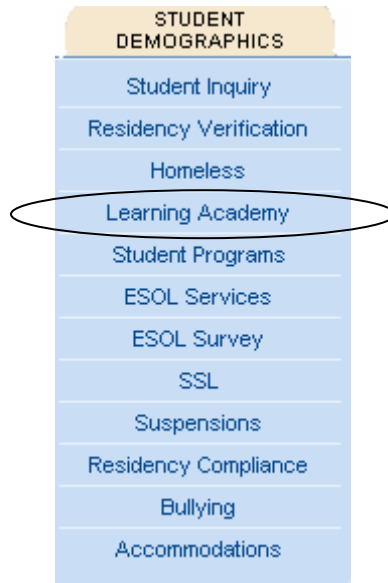 STUDENT
DEMOGRAPHICS
Student Inquiry
Residency Verification
Homeless
Learning Academy
Student Programs
ESOL Services
ESOL Survey
SSL
Suspensions
Residency Compliance
Bullying
Accommodations